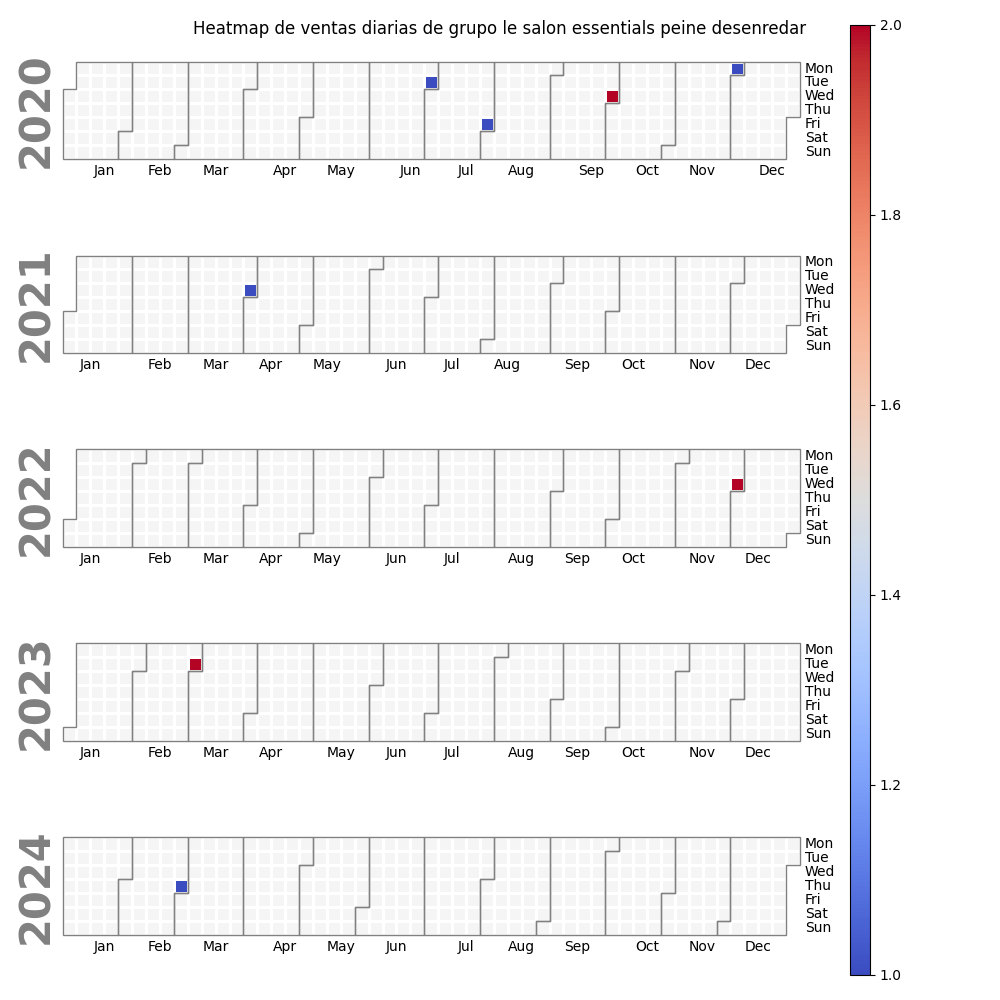 Heatmap de ventas diarias de grupo le salon essentials peine desenredar
2020
Mon
Tue
Wed
Thu
Fri
Sat
Sun
Jan Feb Mar Apr May Jun Jul Aug Sep Oct Nov Dec
2021
Mon
Tue
Wed
Thu
Fri
Sat
Sun
Jan Feb Mar Apr May Jun Jul Aug Sep Oct Nov Dec
2022
Mon
Tue
Wed
Thu
Fri
Sat
Sun
Jan Feb Mar Apr May Jun Jul Aug Sep Oct Nov Dec
2023
Mon
Tue
Wed
Thu
Fri
Sat
Sun
Jan Feb Mar Apr May Jun Jul Aug Sep Oct Nov Dec
2024
Mon
Tue
Wed
Thu
Fri
Sat
Sun
Jan Feb Mar Apr May Jun Jul Aug Sep Oct Nov Dec
2.0
1.8
1.6
1.4
1.2
1.0